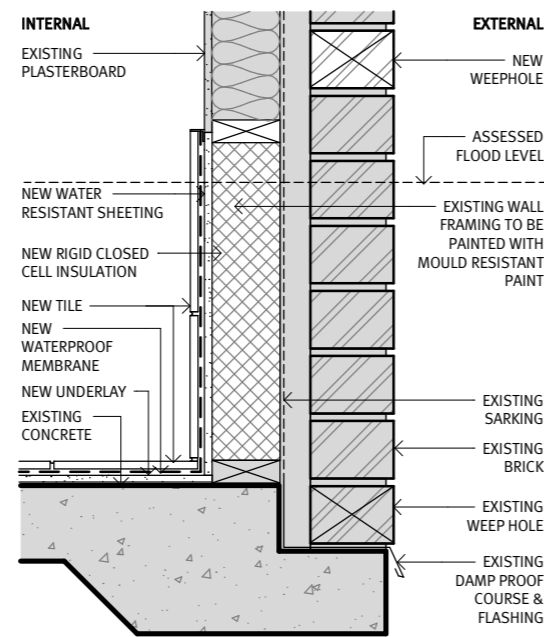 INTERNAL
EXISTING
PLASTERBOARD
NEW WATER
RESISTANT SHEETING
NEW RIGID CLOSED
CELL INSULATION
NEW TILE
NEW
WATERPROOF
MEMBRANE
NEW UNDERLAY
EXISTING
CONCRETE
EXTERNAL
NEW
WEEPHOLE
ASSESSED
FLOOD LEVEL
EXISTING WALL
FRAMING TO BE
PAINTED WITH
MOULD RESISTANT
PAINT
EXISTING
SARKING
EXISTING
BRICK
EXISTING
WEEP HOLE
EXISTING
DAMP PROOF
COURSE &
FLASHING